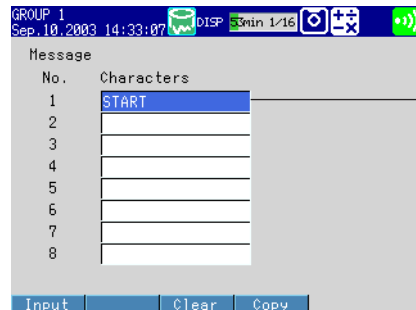 GROUP 1
Sep.10.2003 14:33:07 DISP 53min 1/16
Message
No. Characters
1 START
2
3
4
5
6
7
8
Input Clear Copy